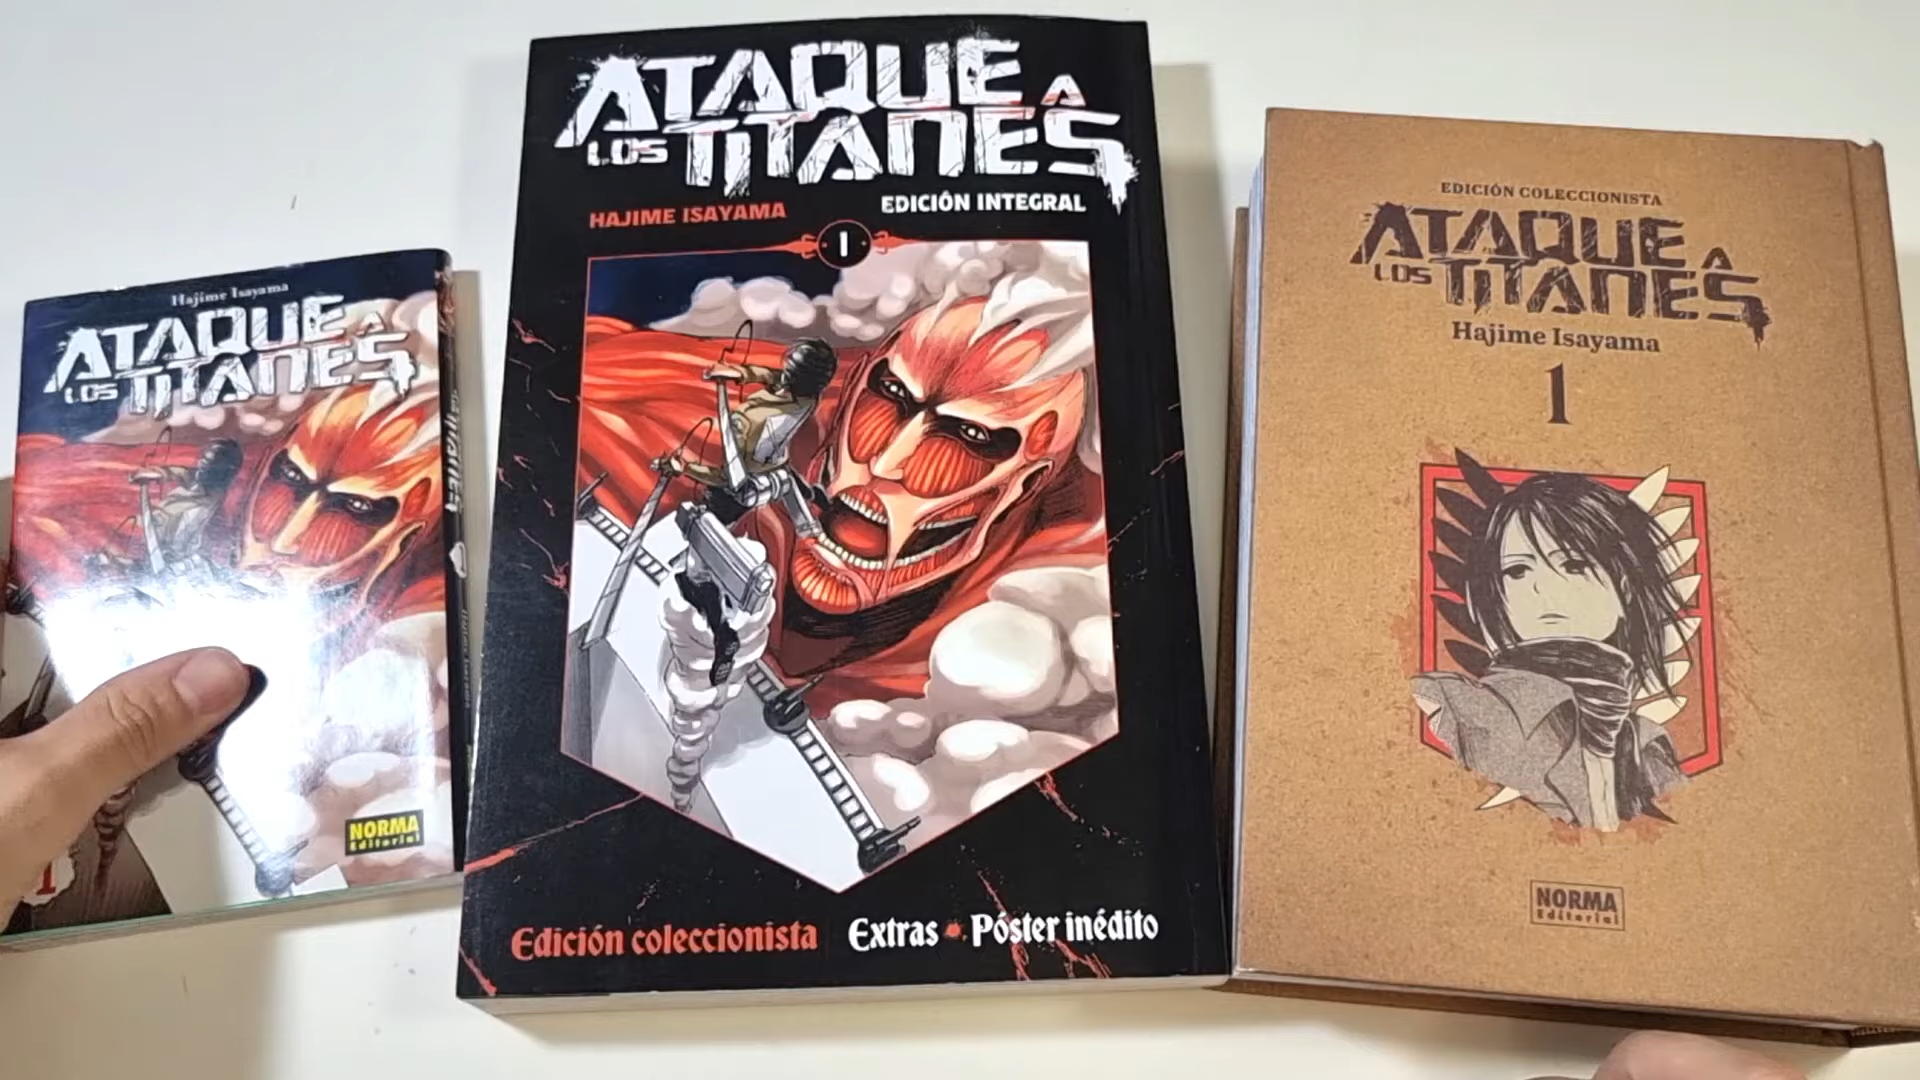 Hajime Isayama
ATAQUE A
LOS TITANES
NORMA
Editorial
1
ATAQUE A
LOS TITANES
HAJIME ISAYAMA
EDICIÓN INTEGRAL
1
Edición coleccionista
Extras • Póster inédito
EDICIÓN COLECCIONISTA
ATAQUE A
LOS TITANES
Hajime Isayama
1
NORMA
Editorial